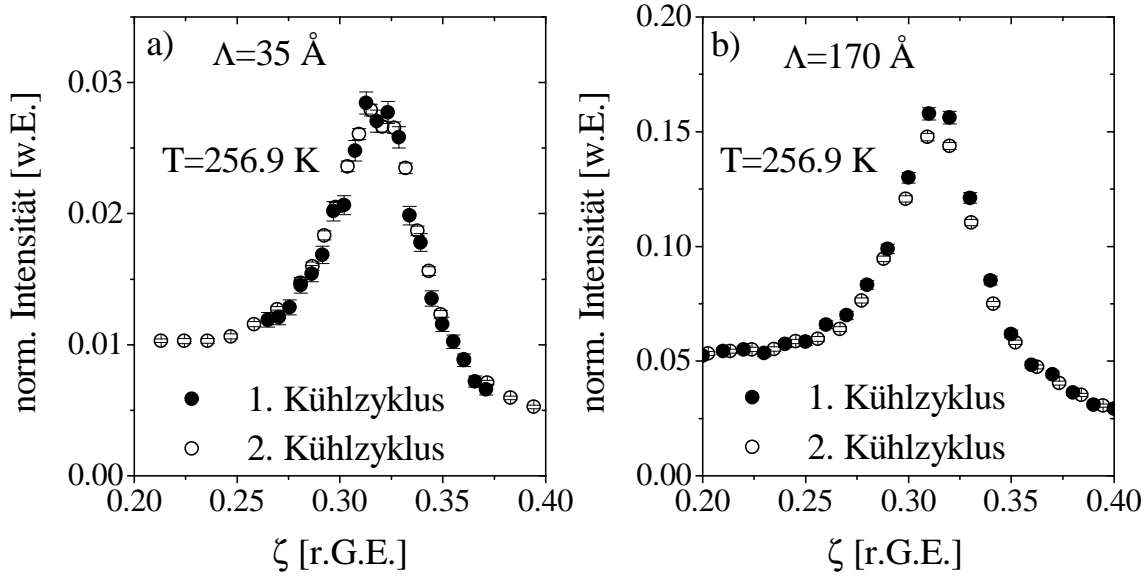 a)
Λ=35 Å
T=256.9 K
norm. Intensität [w.E.]
0.03
0.02
0.01
0.00
1. Kühlzyklus
2. Kühlzyklus
0.20 0.25 0.30 0.35 0.40
ζ [r.G.E.]
b)
Λ=170 Å
T=256.9 K
norm. Intensität [w.E.]
0.20
0.15
0.10
0.05
0.00
1. Kühlzyklus
2. Kühlzyklus
0.20 0.25 0.30 0.35 0.40
ζ [r.G.E.]